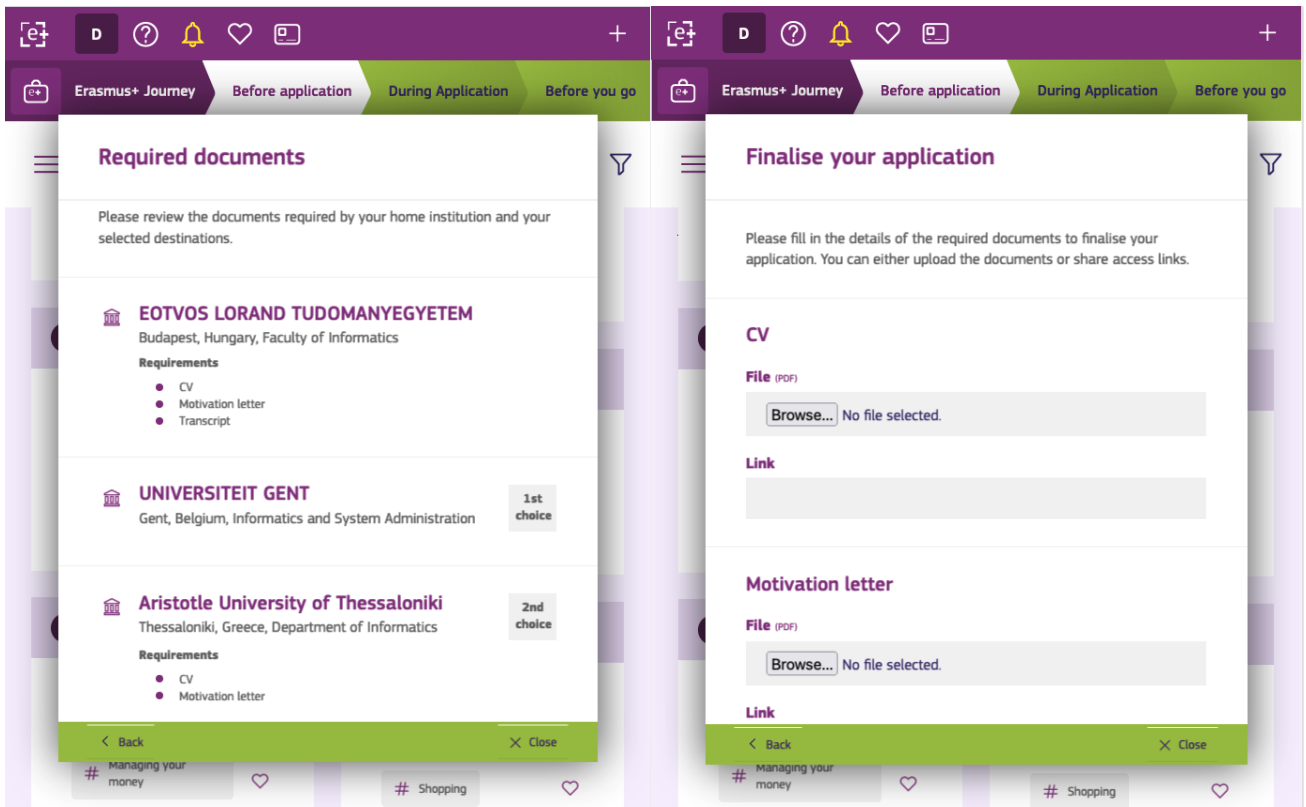 e+ D
e+ Erasmus+ Journey Before application During Application Before you go
Required documents
Please review the documents required by your home institution and your
selected destinations.
EOTVOS LORAND TUDOMANYEGYETEM
Budapest, Hungary, Faculty of Informatics
Requirements
CV
Motivation letter
Transcript
UNIVERSITEIT GENT
Gent, Belgium, Informatics and System Administration
1st
choice
Aristotle University of Thessaloniki
Thessaloniki, Greece, Department of Informatics
2nd
choice
Requirements
CV
Motivation letter
Back Close
# Managing your
money
# Shopping
e+ D
e+ Erasmus+ Journey Before application During Application Before you go
Finalise your application
Please fill in the details of the required documents to finalise your
application. You can either upload the documents or share access links.
CV
File (PDF)
Browse... No file selected.
Link
Motivation letter
File (PDF)
Browse... No file selected.
Link
Back Close
# Managing your
money
# Shopping